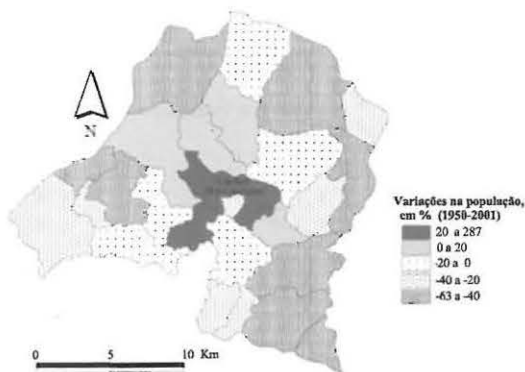 N
Variações na população,
em % (1950-2001)
20 a 287
0 a 20
-20 a 0
-40 a -20
-63 a -40
0 5 10 Km